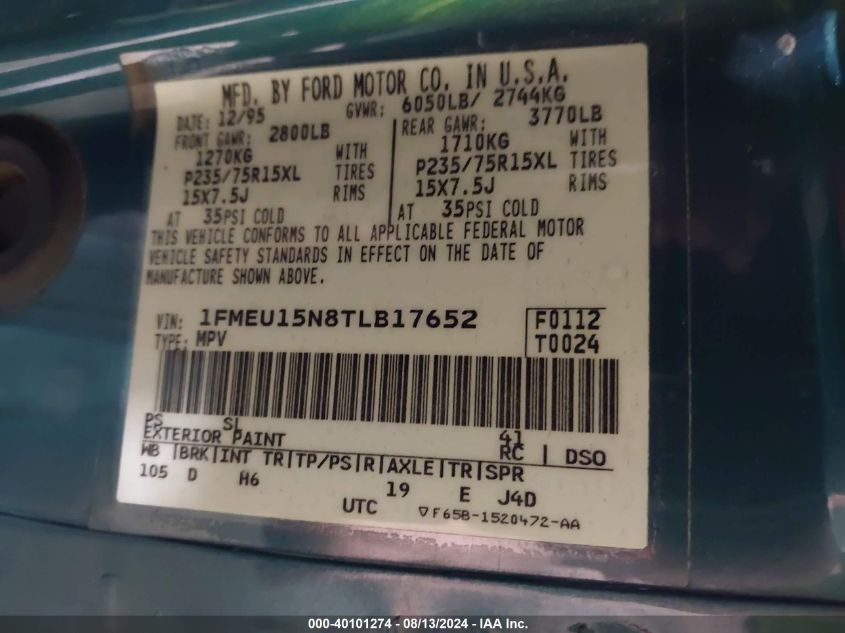 MFD. BY FORD MOTOR CO. IN U.S.A.
DATE: 12/95 GVWR: 6050LB/ 2744KG
FRONT GAWR: 2800LB REAR GAWR: 3770LB
1270KG WITH 1710KG WITH
P235/75R15XL TIRES P235/75R15XL TIRES
15X7.5J RIMS 15X7.5J RIMS
AT 35PSI COLD AT 35PSI COLD
THIS VEHICLE CONFORMS TO ALL APPLICABLE FEDERAL MOTOR
VEHICLE SAFETY STANDARDS IN EFFECT ON THE DATE OF
MANUFACTURE SHOWN ABOVE.
VIN: 1FMEU15N8TLB17652 F0112
TYPE: MPV T0024
PS SL 41
EXTERIOR PAINT RC DSO
WB BRK INT TR TP/PS R AXLE TR SPR
105 D H6 19 E J4D
UTC ▽F65B-1520472-AA
000-40101274 - 08/13/2024 - IAA Inc.